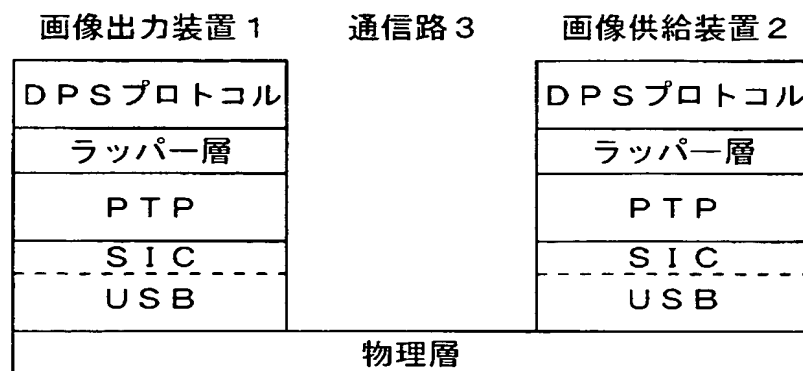 画像出力装置1 通信路3 画像供給装置2
DPSプロトコル DPSプロトコル
ラッパー層 ラッパー層
PTP PTP
SIC SIC
USB USB
物理層